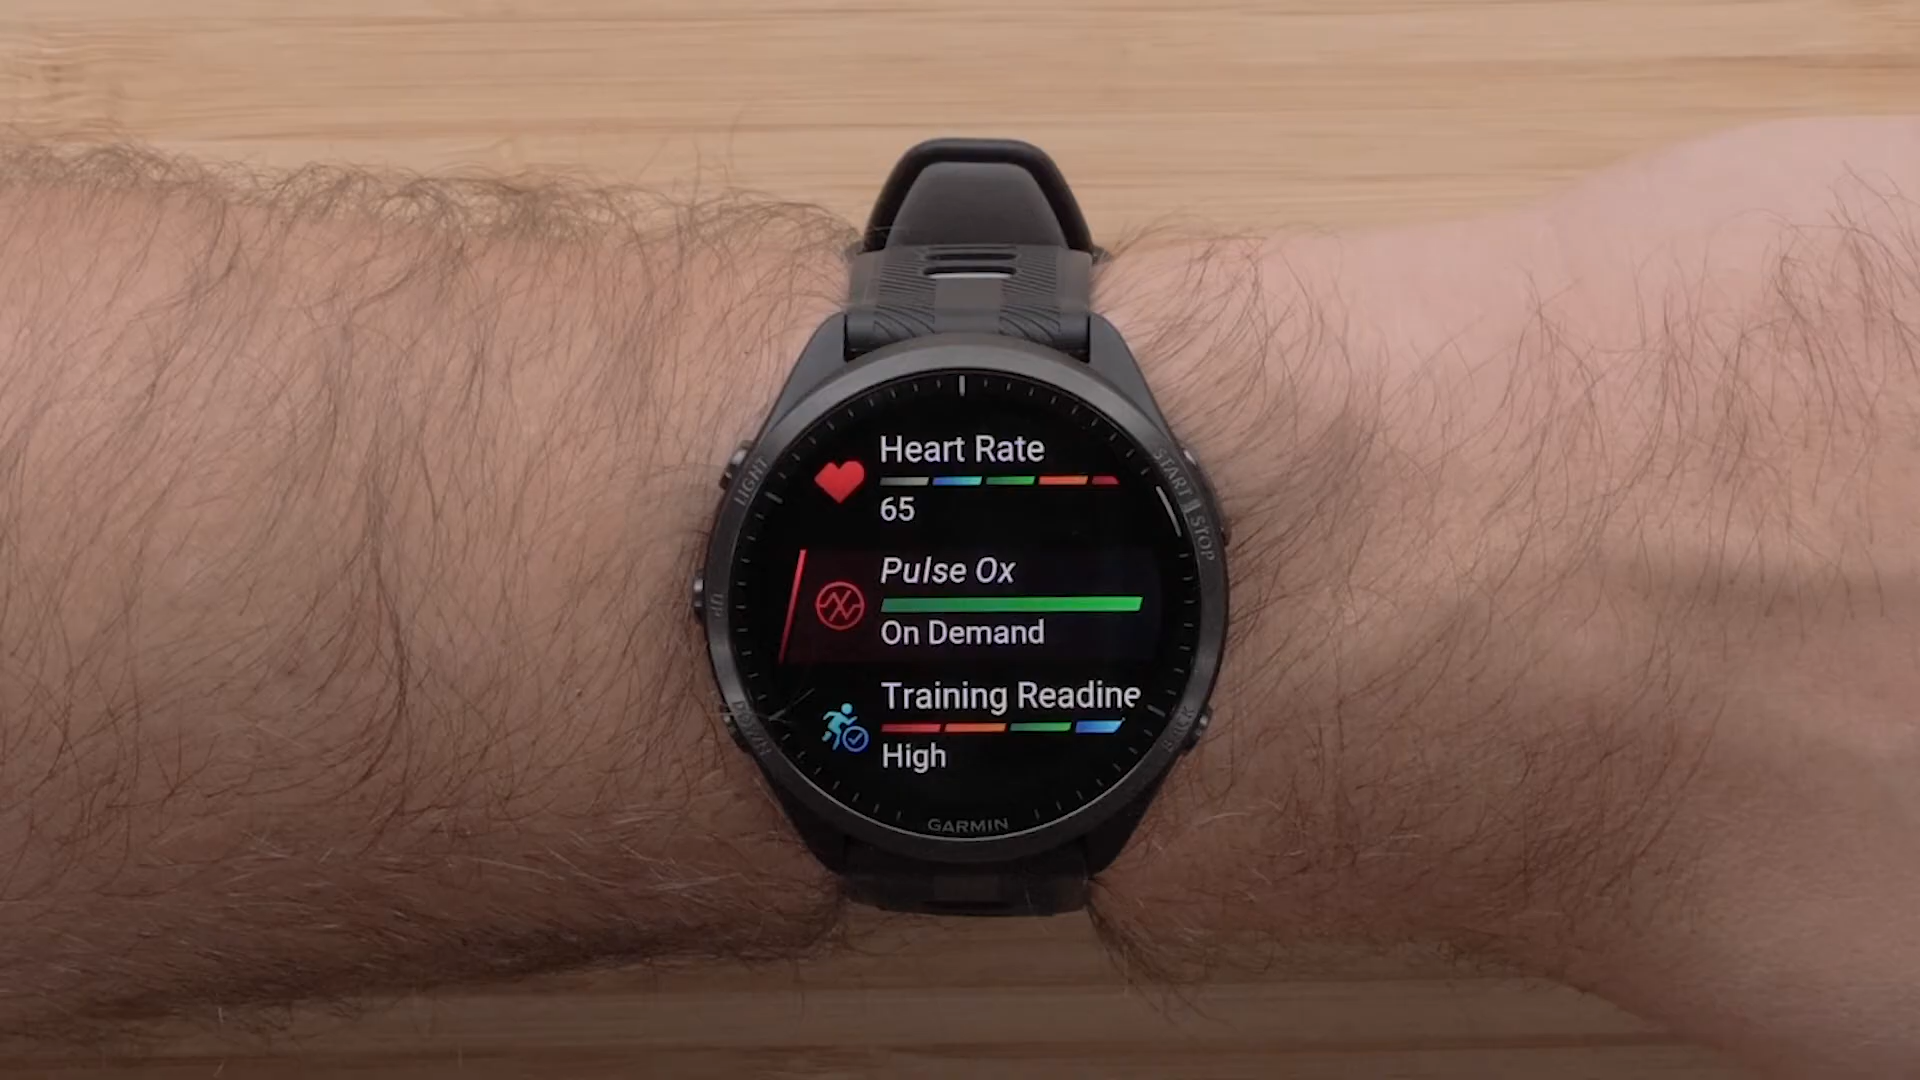 Heart Rate
65
Pulse Ox
On Demand
Training Readine
High
GARMIN
LIGHT
UP
DOWN
START
STOP
BACK